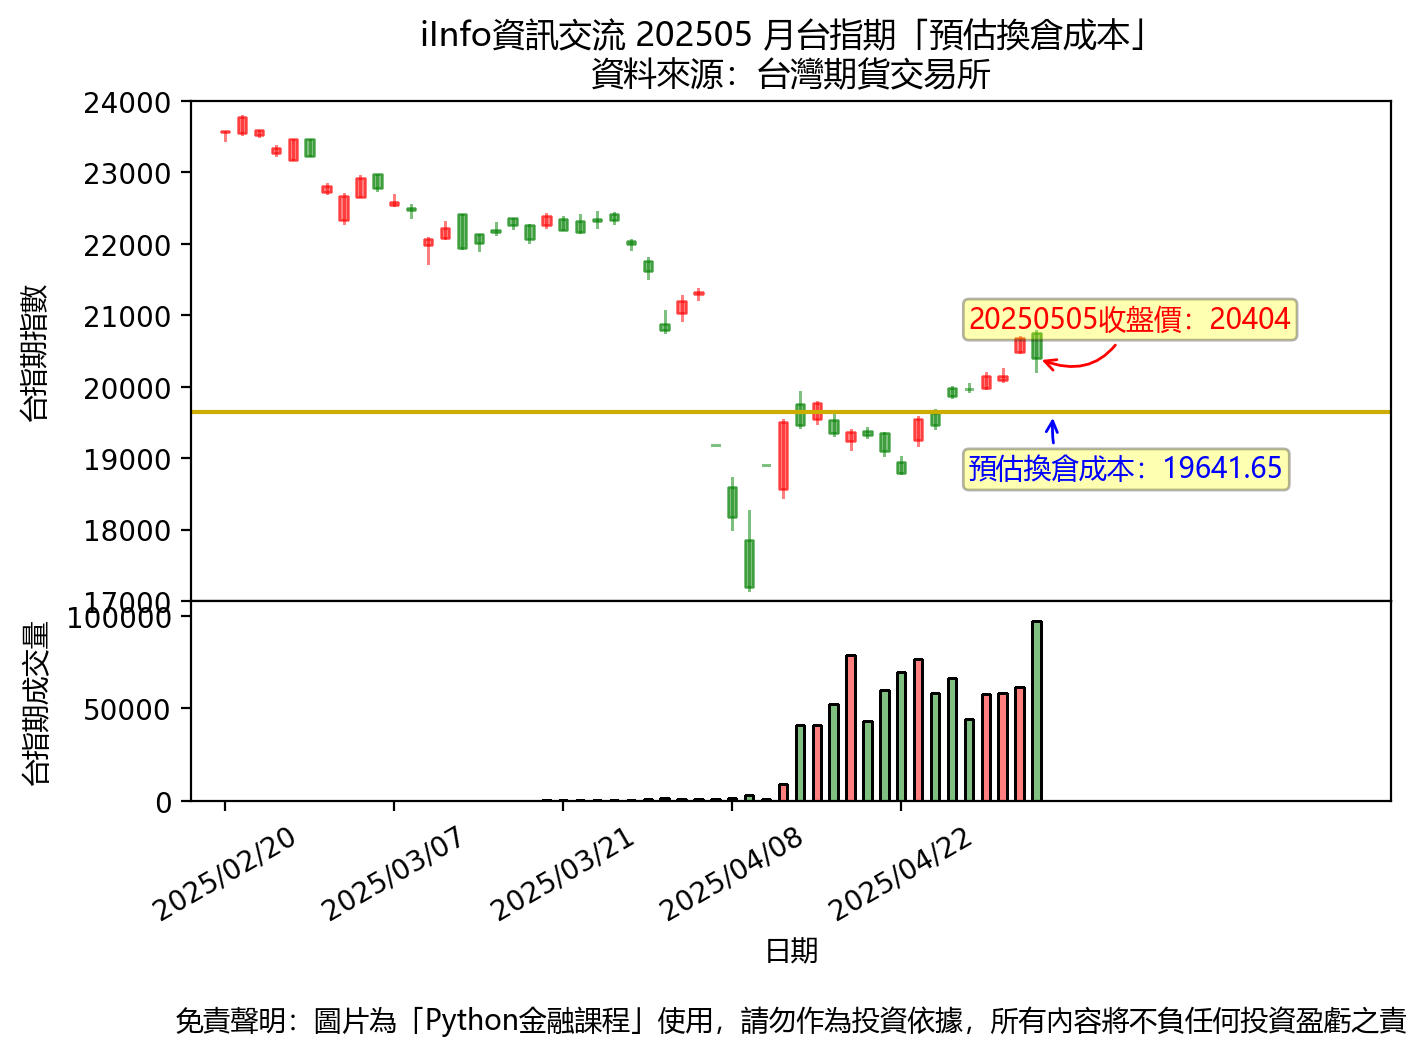 iInfo資訊交流 202505 月台指期「預估換倉成本」
資料來源：台灣期貨交易所
台指期指數
24000
23000
22000
21000
20000
19000
18000
17000
20250505收盤價：20404
預估換倉成本：19641.65
台指期成交量
100000
50000
0
2025/02/20
2025/03/07
2025/03/21
2025/04/08
2025/04/22
日期
免責聲明：圖片為「Python金融課程」使用，請勿作為投資依據，所有內容將不負任何投資盈虧之責